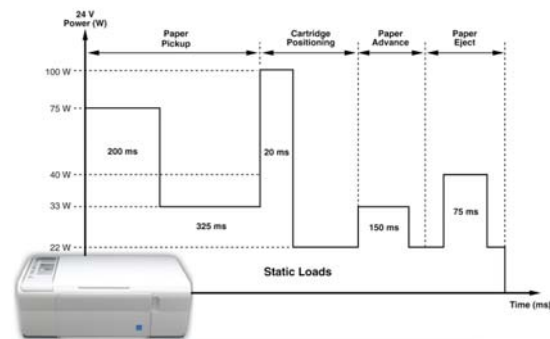 24 V
Power (W)
Paper
Pickup
Cartridge
Positioning
Paper
Advance
Paper
Eject
100 W
75 W
200 ms
20 ms
40 W
75 ms
33 W
325 ms
150 ms
22 W
Static Loads
Time (ms)